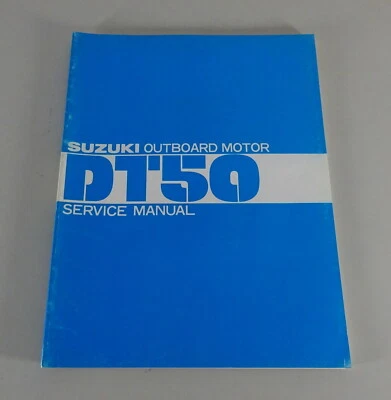 SUZUKI OUTBOARD MOTOR
DT50
SERVICE MANUAL